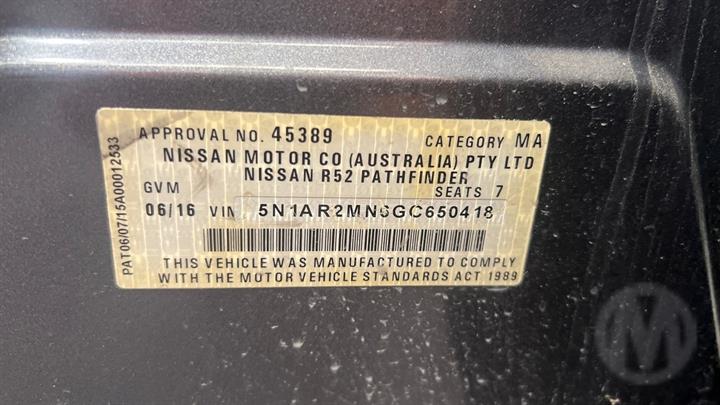 APPROVAL NO. 45389 CATEGORY MA
NISSAN MOTOR CO (AUSTRALIA) PTY LTD
NISSAN R52 PATHFINDER
GVM SEATS 7
06/16 VIN 5N1AR2MN6GC650418
THIS VEHICLE WAS MANUFACTURED TO COMPLY
WITH THE MOTOR VEHICLE STANDARDS ACT 1989
PAT06/07/15A00012533
M